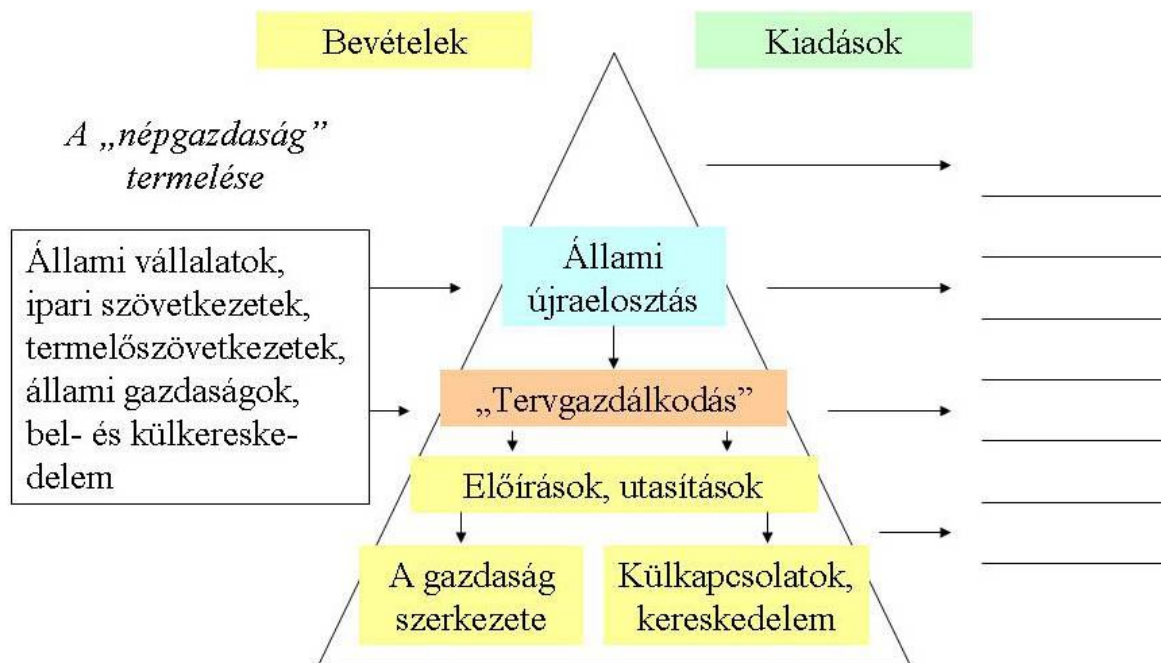 Bevételek
Kiadások
A „népgazdaság”
termelése
Állami vállalatok,
ipari szövetkezetek,
termelőszövetkezetek,
állami gazdaságok,
bel- és külkereske-
delem
Állami
újraelosztás
„Tervgazdálkodás”
Előírások, utasítások
A gazdaság
szerkezete
Külkapcsolatok,
kereskedelem